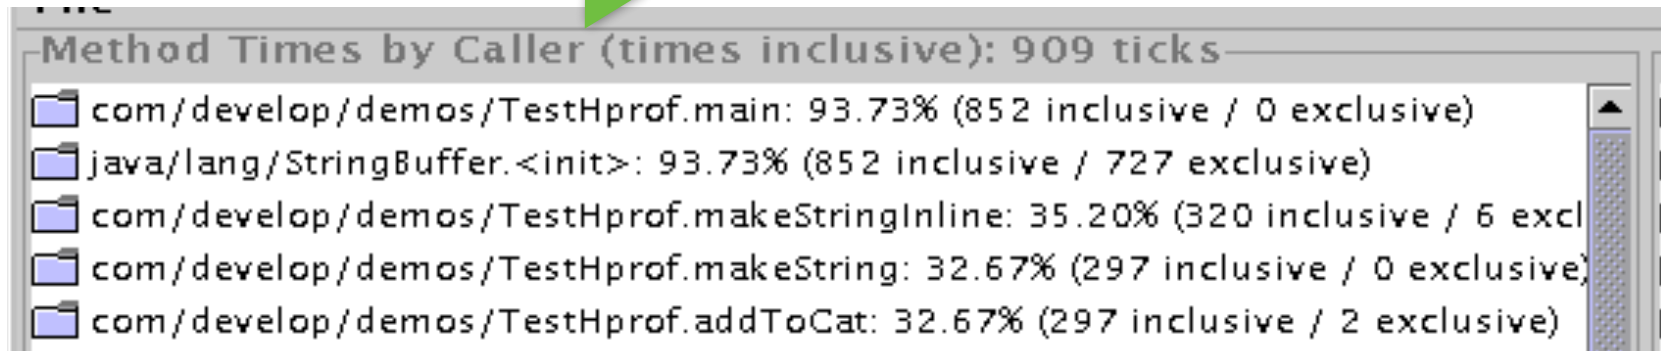 Method Times by Caller (times inclusive): 909 ticks
com/develop/demos/TestHprof.main: 93.73% (852 inclusive / 0 exclusive)
java/lang/StringBuffer.<init>: 93.73% (852 inclusive / 727 exclusive)
com/develop/demos/TestHprof.makeStringInline: 35.20% (320 inclusive / 6 excl
com/develop/demos/TestHprof.makeString: 32.67% (297 inclusive / 0 exclusive)
com/develop/demos/TestHprof.addToCat: 32.67% (297 inclusive / 2 exclusive)